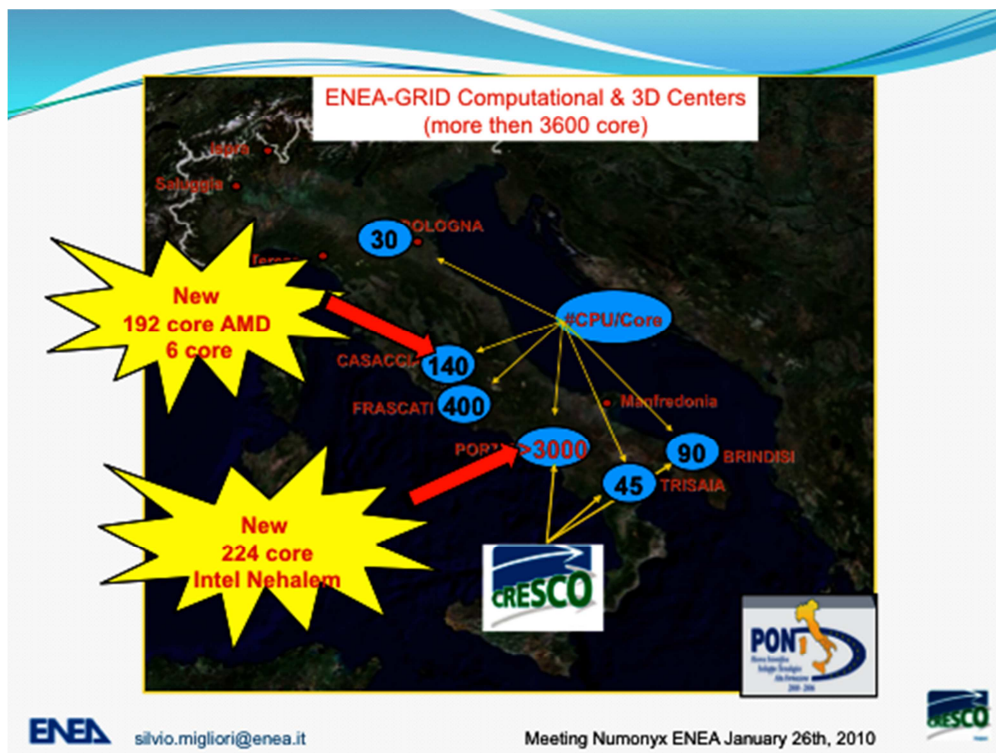 ENEA-GRID Computational & 3D Centers
(more then 3600 core)
Ispra
Saluggia
30
BOLOGNA
New
192 core AMD
6 core
#CPU/Core
CASACCI
140
FRASCATI
400
Manfredonia
>3000
90
BRINDISI
45
TRISAIA
New
224 core
Intel Nehalem
CRESCO
PON
ENEA
silvio.migliori@enea.it
Meeting Numonyx ENEA January 26th, 2010
CRESCO